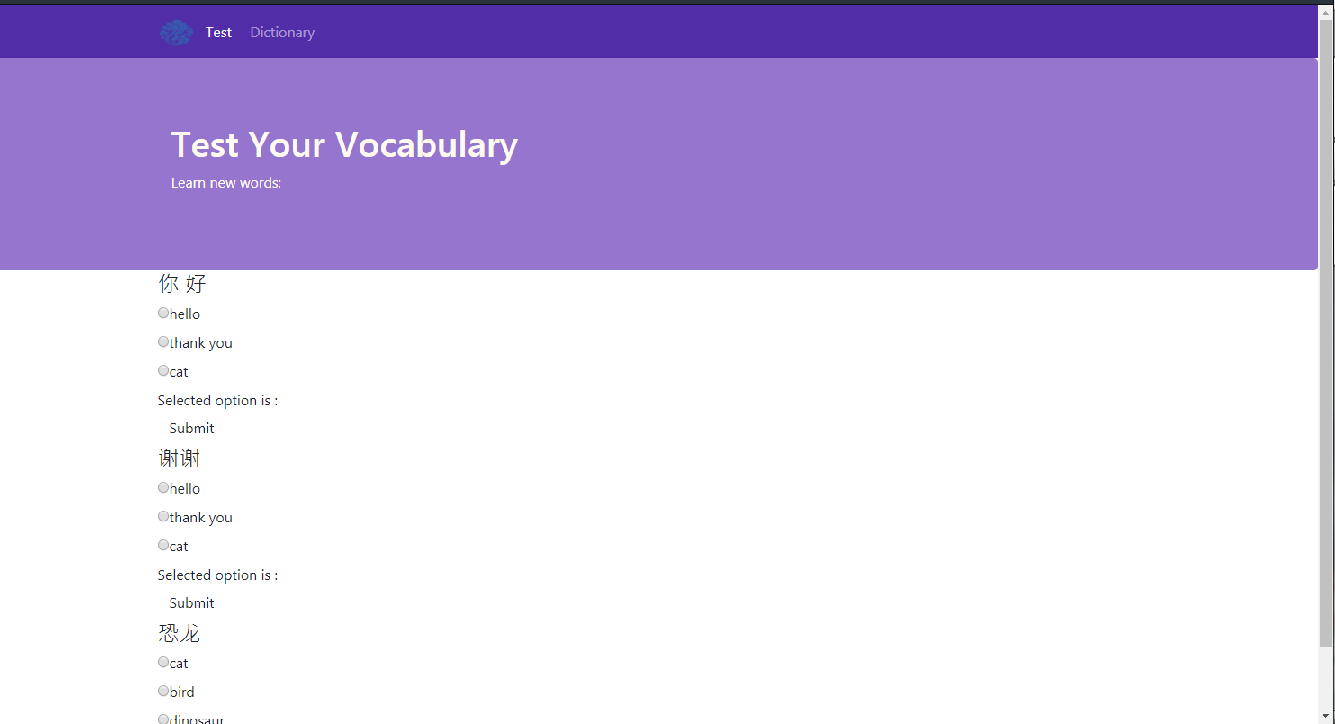 Test Dictionary
Test Your Vocabulary
Learn new words:
你 好
hello
thank you
cat
Selected option is :
Submit
谢谢
hello
thank you
cat
Selected option is :
Submit
恐龙
cat
bird
dinosaur